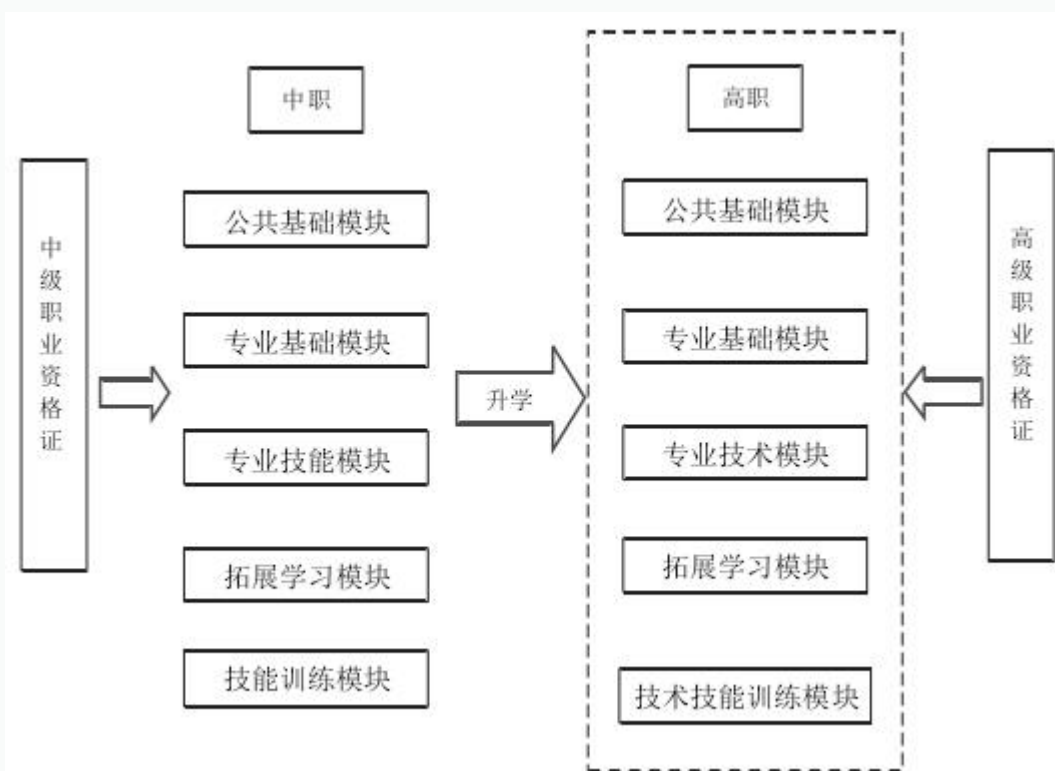 中职
高职
中级职业资格证
公共基础模块
专业基础模块
专业技能模块
拓展学习模块
技能训练模块
升学
公共基础模块
专业基础模块
专业技术模块
拓展学习模块
技术技能训练模块
高级职业资格证